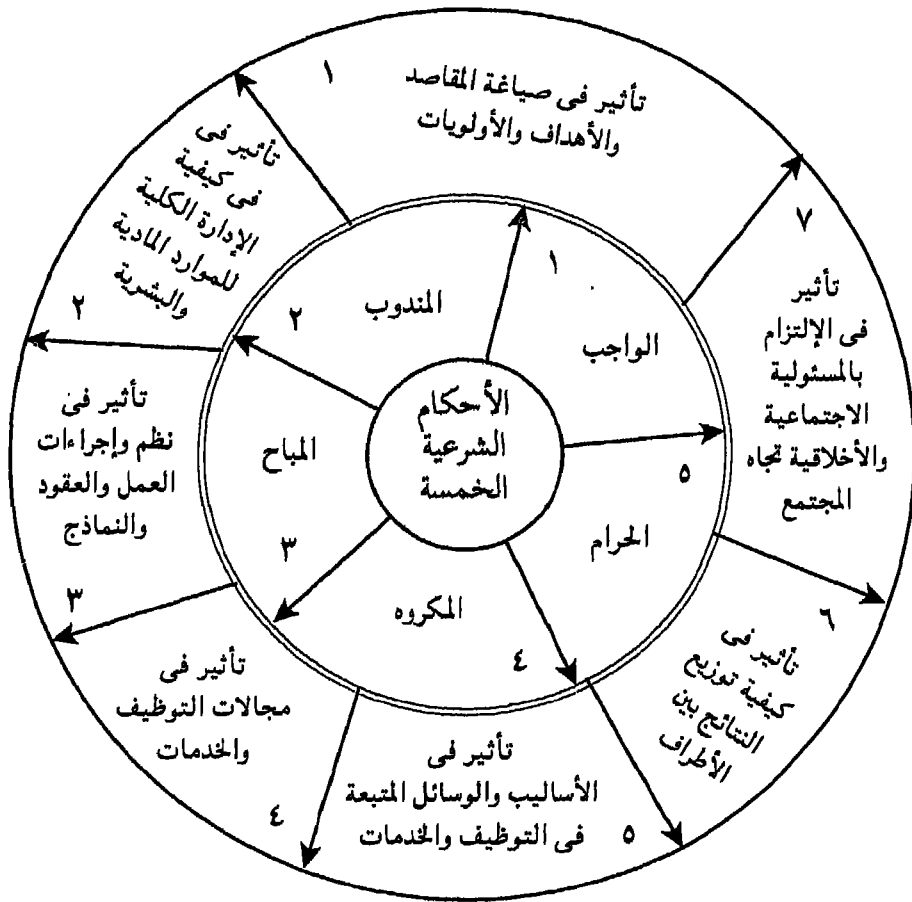 الأحكام
الشرعية
الخمسة
١
الواجب
٢
المندوب
٣
المباح
٤
المكروه
٥
الحرام
١
تأثير فى صياغة المقاصد
والأهداف والأولويات
٢
تأثير فى
فى كيفية
الإدارة الكلية
للموارد المادية
والبشرية
٣
تأثير فى
نظم وإجراءات
العمل والعقود
والنماذج
٤
تأثير فى
مجالات التوظيف
والخدمات
٥
تأثير فى
الأساليب والوسائل المتبعة
فى التوظيف والخدمات
٦
تأثير فى
كيفية توزيع
النتائج بين
الأطراف
٧
تأثير
فى الإلتزام
بالمسئولية
الاجتماعية
والأخلاقية تجاه
المجتمع